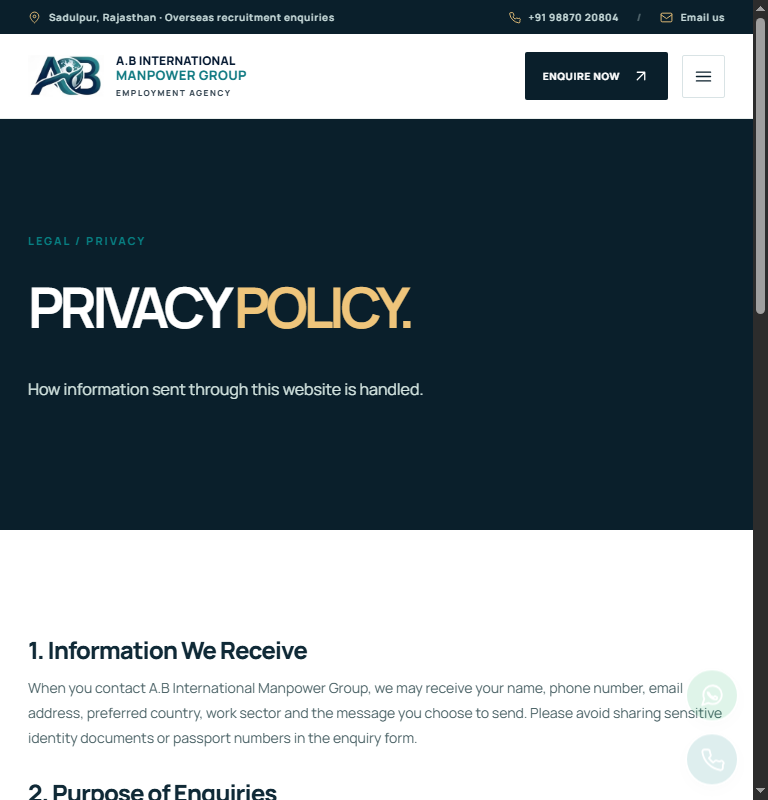 Sadulpur, Rajasthan · Overseas recruitment enquiries
+91 98870 20804 / Email us
AB
A.B INTERNATIONAL
MANPOWER GROUP
EMPLOYMENT AGENCY
ENQUIRE NOW
LEGAL / PRIVACY
PRIVACY POLICY.
How information sent through this website is handled.
1. Information We Receive
When you contact A.B International Manpower Group, we may receive your name, phone number, email
address, preferred country, work sector and the message you choose to send. Please avoid sharing sensitive
identity documents or passport numbers in the enquiry form.
2. Purpose of Enquiries